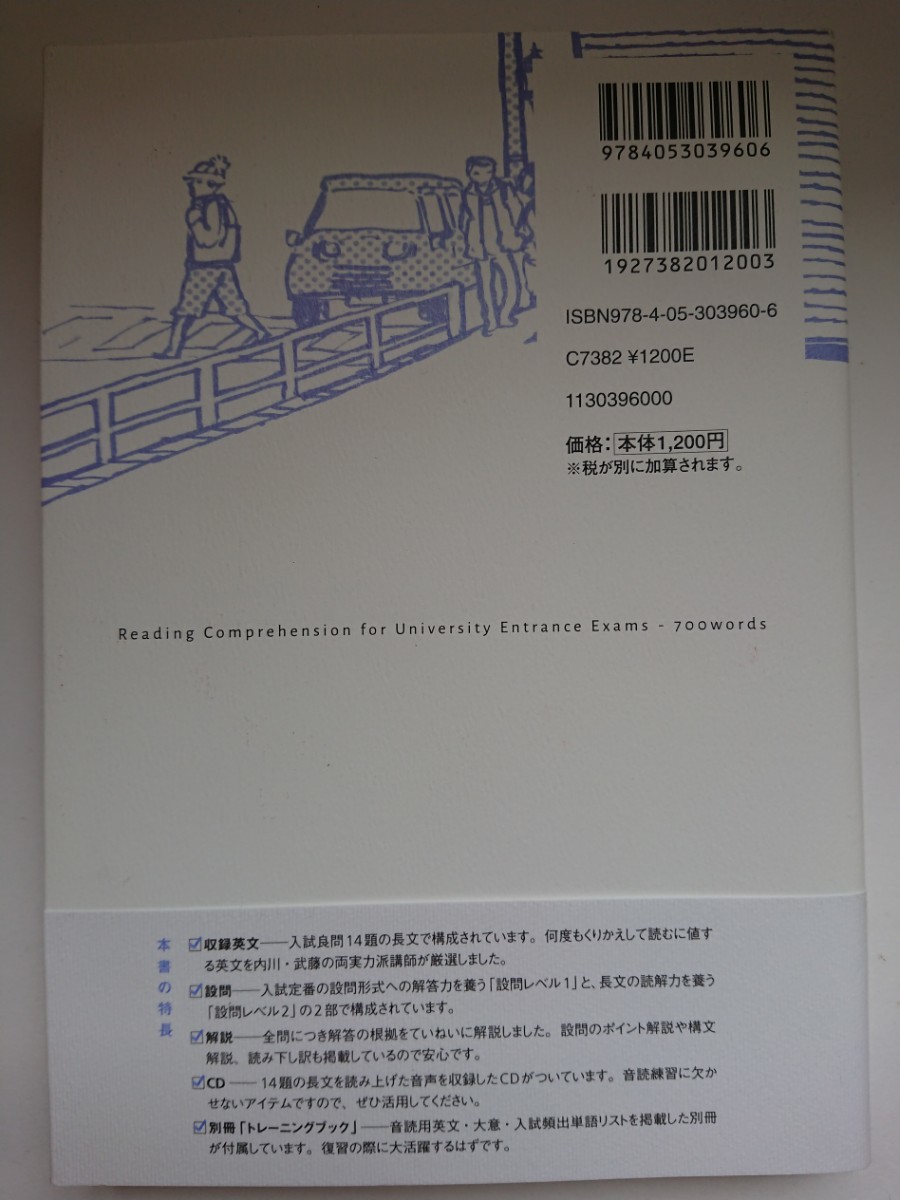 9784053039606
1927382012003
ISBN978-4-05-303960-6
C7382 ¥1200E
1130396000
価格：本体1,200円
※税が別に加算されます。
Reading Comprehension for University Entrance Exams - 700words
本書の特長
☑収録英文――入試良問14題の長文で構成されています。何度もくりかえして読むに値す
る英文を内川・武藤の両実力派講師が厳選しました。
☑設問――入試定番の設問形式への解答力を養う「設問レベル1」と、長文の読解力を養う
「設問レベル2」の2部で構成されています。
☑解説――全問につき解答の根拠をていねいに解説しました。設問のポイント解説や構文
解説、読み下し訳も掲載しているので安心です。
☑CD――14題の長文を読み上げた音声を収録したCDがついています。音読練習に欠か
せないアイテムですので、ぜひ活用してください。
☑別冊「トレーニングブック」――音読用英文・大意・入試頻出単語リストを掲載した別冊
が付属しています。復習の際に大活躍するはずです。